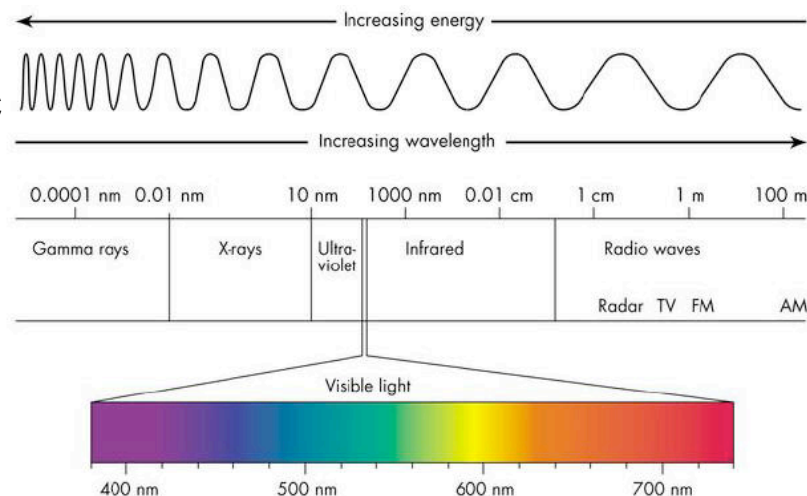 Increasing energy
Increasing wavelength
0.0001 nm 0.01 nm 10 nm 1000 nm 0.01 cm 1 cm 1 m 100 m
Gamma rays X-rays Ultra-violet Infrared Radio waves
Radar TV FM AM
Visible light
400 nm 500 nm 600 nm 700 nm